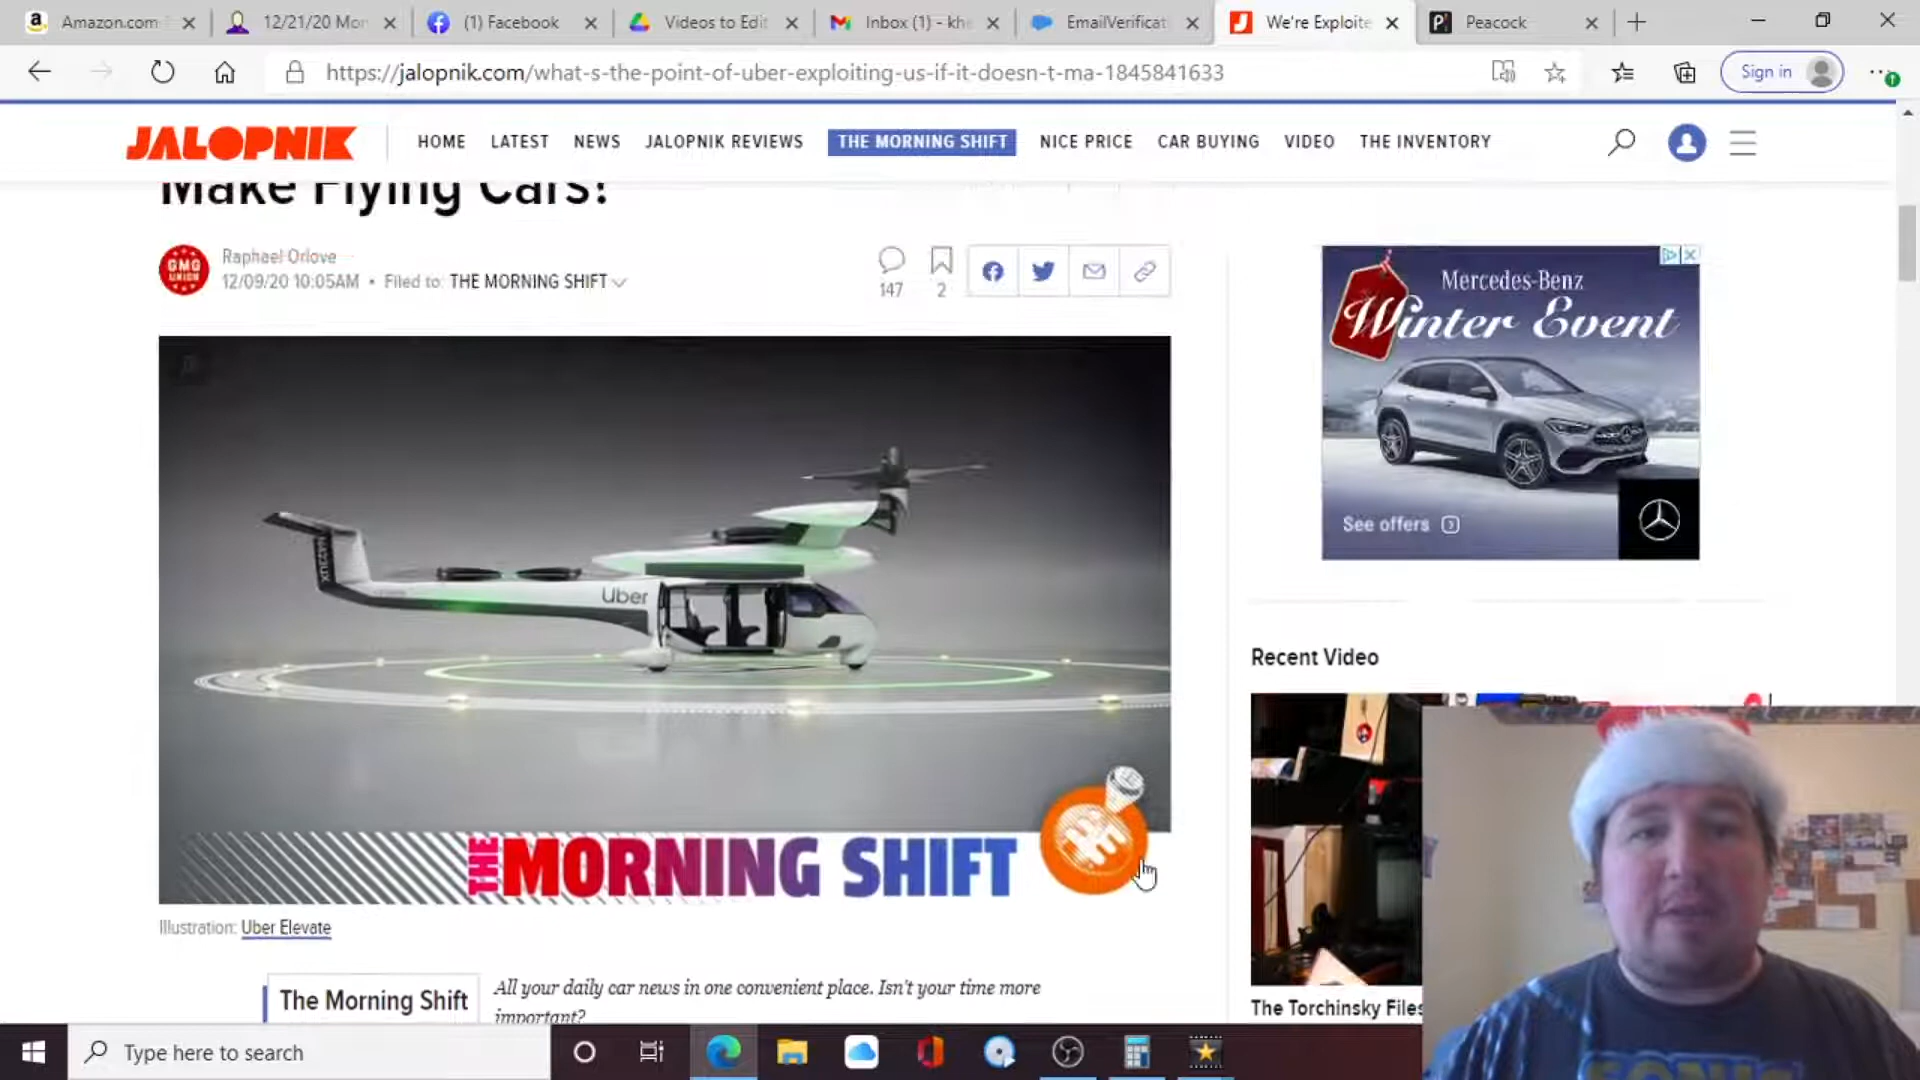 Amazon.com
12/21/20 Mor
(1) Facebook
Videos to Edit
Inbox (1) - khe
EmailVerificat
We're Exploite
Peacock
https://jalopnik.com/what-s-the-point-of-uber-exploiting-us-if-it-doesn-t-ma-1845841633
Sign in
JALOPNIK
HOME
LATEST
NEWS
JALOPNIK REVIEWS
THE MORNING SHIFT
NICE PRICE
CAR BUYING
VIDEO
THE INVENTORY
Make Flying Cars?
GMG
UNION
Raphael Orlove
12/09/20 10:05AM • Filed to: THE MORNING SHIFT
147
2
Uber
THE MORNING SHIFT
Illustration: Uber Elevate
The Morning Shift
All your daily car news in one convenient place. Isn't your time more
important?
Mercedes-Benz
Winter Event
See offers
Recent Video
The Torchinsky Files
SONIC
Type here to search